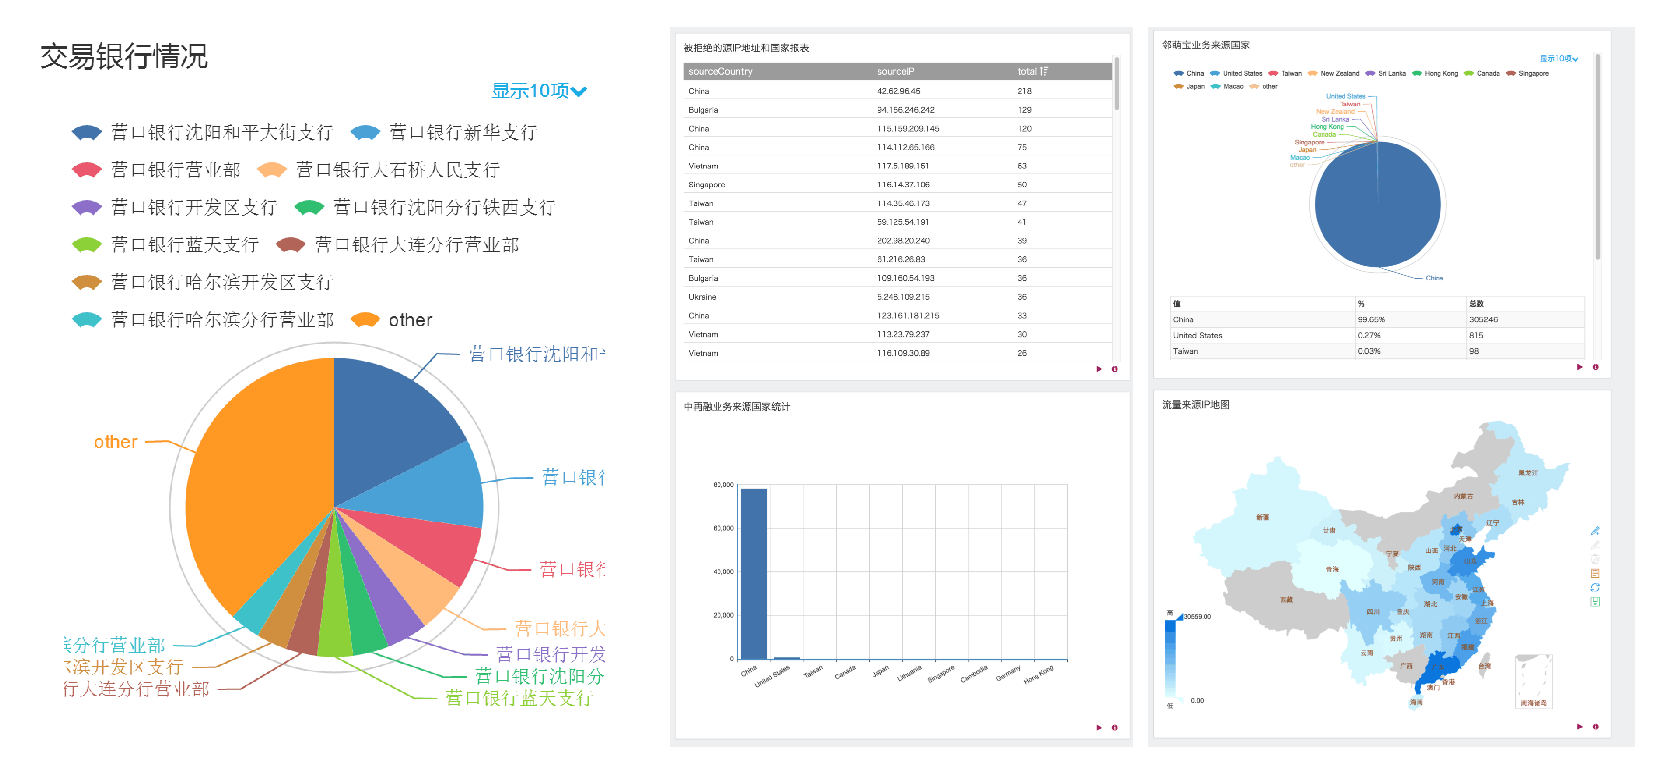 交易银行情况
显示10项
营口银行沈阳和平大街支行 营口银行新华支行
营口银行营业部 营口银行大石桥人民支行
营口银行开发区支行 营口银行沈阳分行铁西支行
营口银行蓝天支行 营口银行大连分行营业部
营口银行哈尔滨开发区支行
营口银行哈尔滨分行营业部 other
营口银行沈阳和
other
营口银行
营口银行
营口银行大
滨分行营业部
营口银行开发
尔滨开发区支行
营口银行沈阳分
行大连分行营业部
营口银行蓝天支行
被拒绝的源IP地址和国家报表
sourceCountry sourceIP total
China 42.62.96.45 218
Bulgaria 94.156.246.242 129
China 115.159.209.145 120
China 114.112.65.166 75
Vietnam 117.5.189.161 63
Singapore 116.14.37.106 50
Taiwan 114.35.46.173 47
Taiwan 59.125.54.191 41
China 202.98.20.240 39
Taiwan 61.216.26.83 36
Bulgaria 109.160.54.193 36
Ukraine 5.248.109.215 36
China 123.161.181.215 33
Vietnam 113.23.79.237 30
Vietnam 116.109.30.89 26
中再融业务来源国家统计
80,000
60,000
40,000
20,000
0
China United States Taiwan Canada Japan Lithuania Singapore Cambodia Germany Hong Kong
邻萌宝业务来源国家
显示10项
China United States Taiwan New Zealand Sri Lanka Hong Kong Canada Singapore
Japan Macao other
United States
Taiwan
New Zealand
Sri Lanka
Hong Kong
Canada
Singapore
Japan
Macao
other
China
值 % 总数
China 99.65% 305246
United States 0.27% 815
Taiwan 0.03% 98
流量来源IP地图
黑龙江
内蒙古
吉林
新疆
辽宁
甘肃
北京
天津
宁夏
山西
河北
山东
青海
陕西
河南
西藏
江苏
安徽
上海
四川
重庆
湖北
浙江
贵州
湖南
江西
云南
福建
广西
台湾
香港
澳门
海南
南海诸岛
高
30559.00
0.00
低